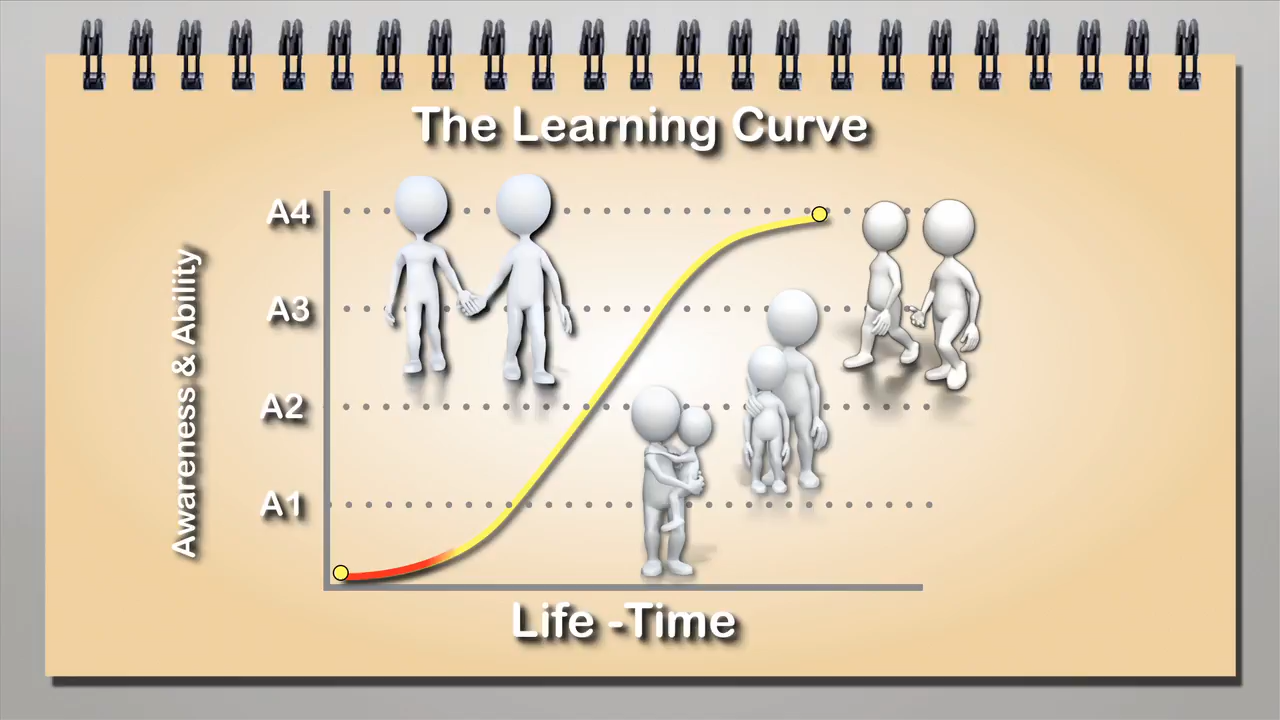 The Learning Curve
A4
A3
A2
A1
Awareness & Ability
Life -Time